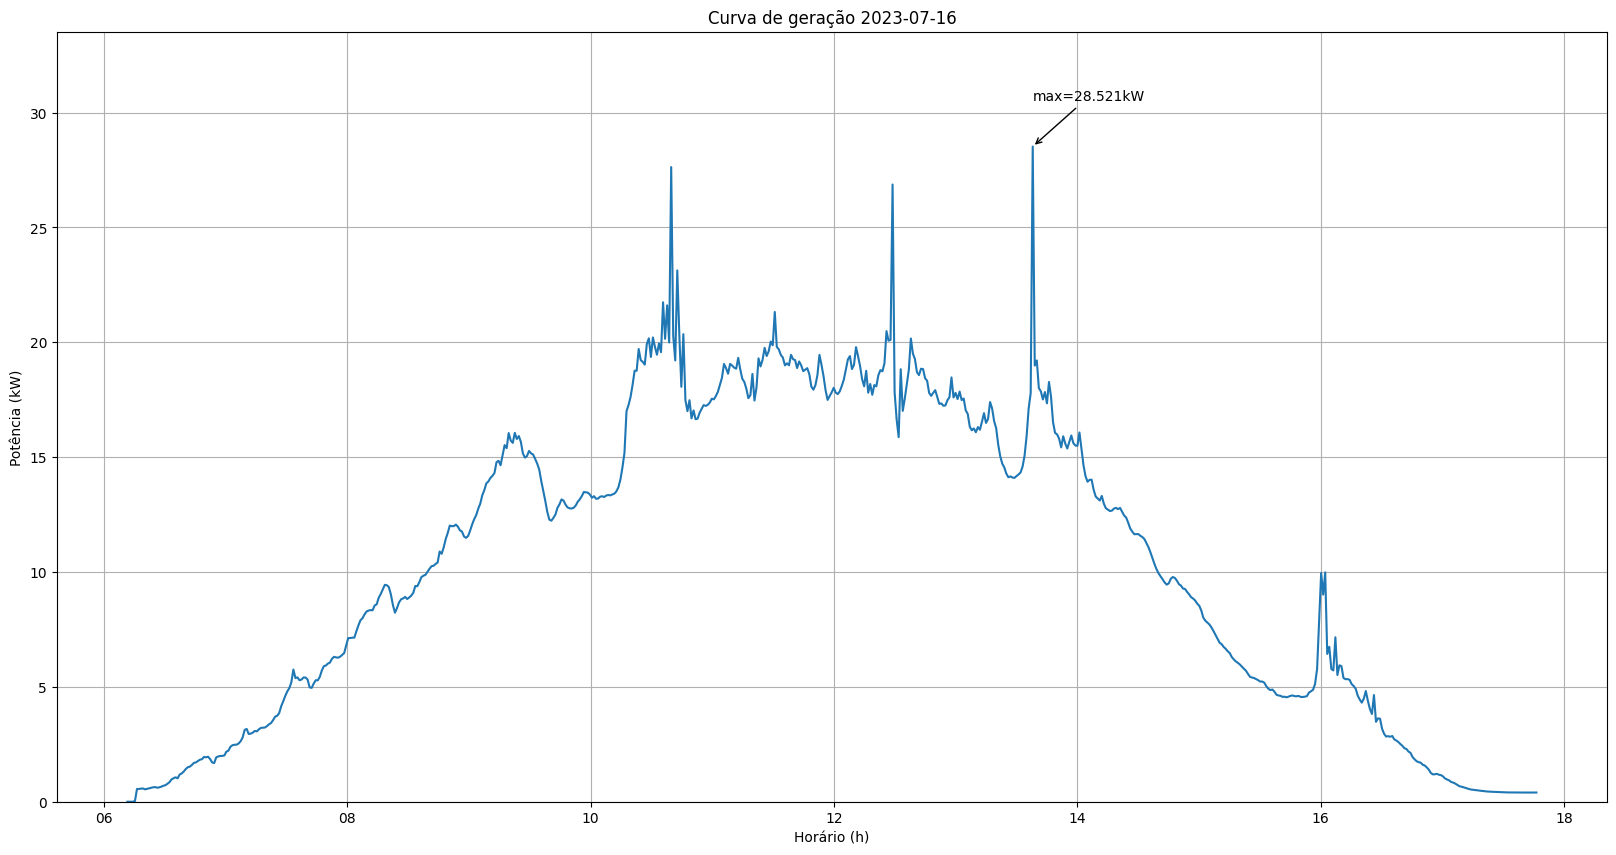 Curva de geração 2023-07-16
max=28.521kW
Potência (kW)
30
25
20
15
10
5
0
06 08 10 12 14 16 18
Horário (h)